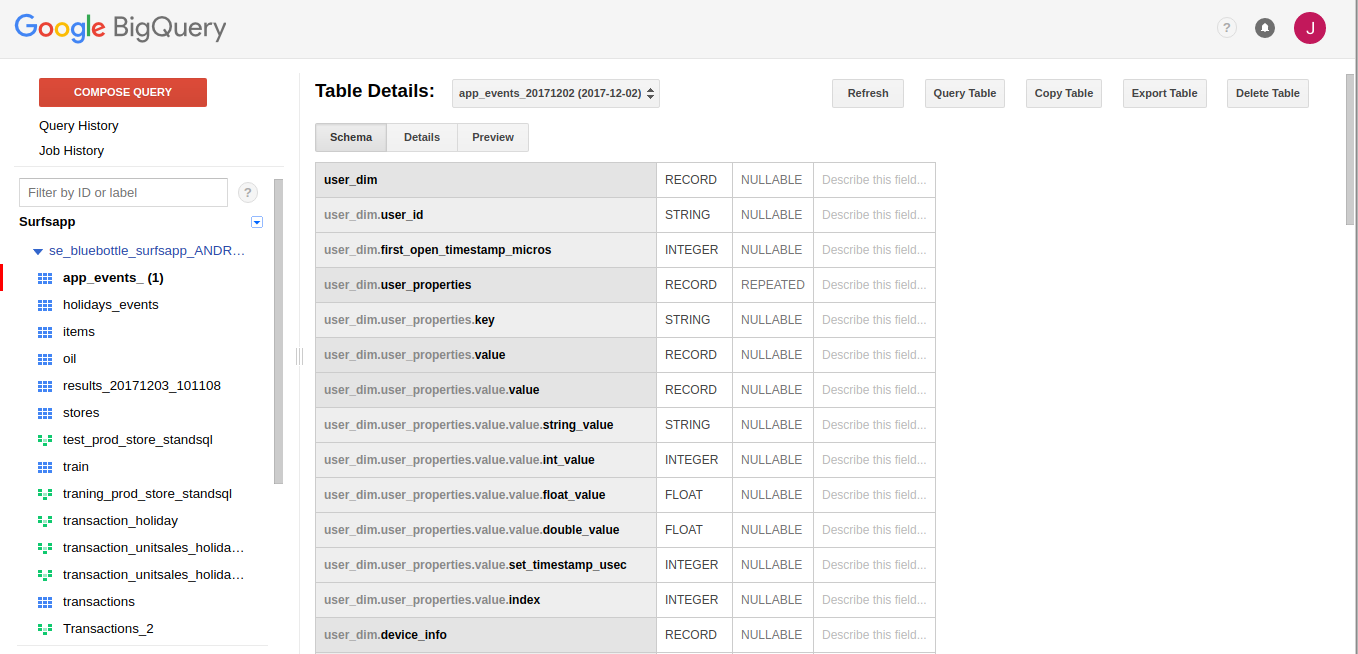 Google BigQuery
?
J
COMPOSE QUERY
Query History
Job History
Filter by ID or label
?
Surfsapp
se_bluebottle_surfsapp_ANDR…
app_events_ (1)
holidays_events
items
oil
results_20171203_101108
stores
test_prod_store_standsql
train
traning_prod_store_standsql
transaction_holiday
transaction_unitsales_holida…
transaction_unitsales_holida…
transactions
Transactions_2
Table Details: app_events_20171202 (2017-12-02) Refresh Query Table Copy Table Export Table Delete Table
Schema Details Preview
user_dim RECORD NULLABLE Describe this field...
user_dim.user_id STRING NULLABLE Describe this field...
user_dim.first_open_timestamp_micros INTEGER NULLABLE Describe this field...
user_dim.user_properties RECORD REPEATED Describe this field...
user_dim.user_properties.key STRING NULLABLE Describe this field...
user_dim.user_properties.value RECORD NULLABLE Describe this field...
user_dim.user_properties.value.value RECORD NULLABLE Describe this field...
user_dim.user_properties.value.value.string_value STRING NULLABLE Describe this field...
user_dim.user_properties.value.value.int_value INTEGER NULLABLE Describe this field...
user_dim.user_properties.value.value.float_value FLOAT NULLABLE Describe this field...
user_dim.user_properties.value.value.double_value FLOAT NULLABLE Describe this field...
user_dim.user_properties.value.set_timestamp_usec INTEGER NULLABLE Describe this field...
user_dim.user_properties.value.index INTEGER NULLABLE Describe this field...
user_dim.device_info RECORD NULLABLE Describe this field...